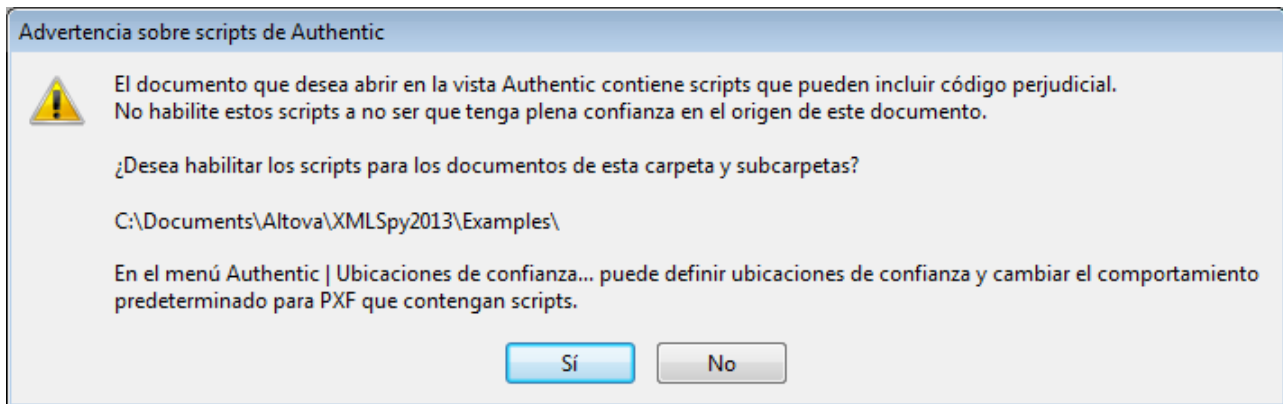 Advertencia sobre scripts de Authentic
El documento que desea abrir en la vista Authentic contiene scripts que pueden incluir código perjudicial.
No habilite estos scripts a no ser que tenga plena confianza en el origen de este documento.
¿Desea habilitar los scripts para los documentos de esta carpeta y subcarpetas?
C:\Documents\Altova\XMLSpy2013\Examples\
En el menú Authentic | Ubicaciones de confianza... puede definir ubicaciones de confianza y cambiar el comportamiento
predeterminado para PXF que contengan scripts.
Sí No